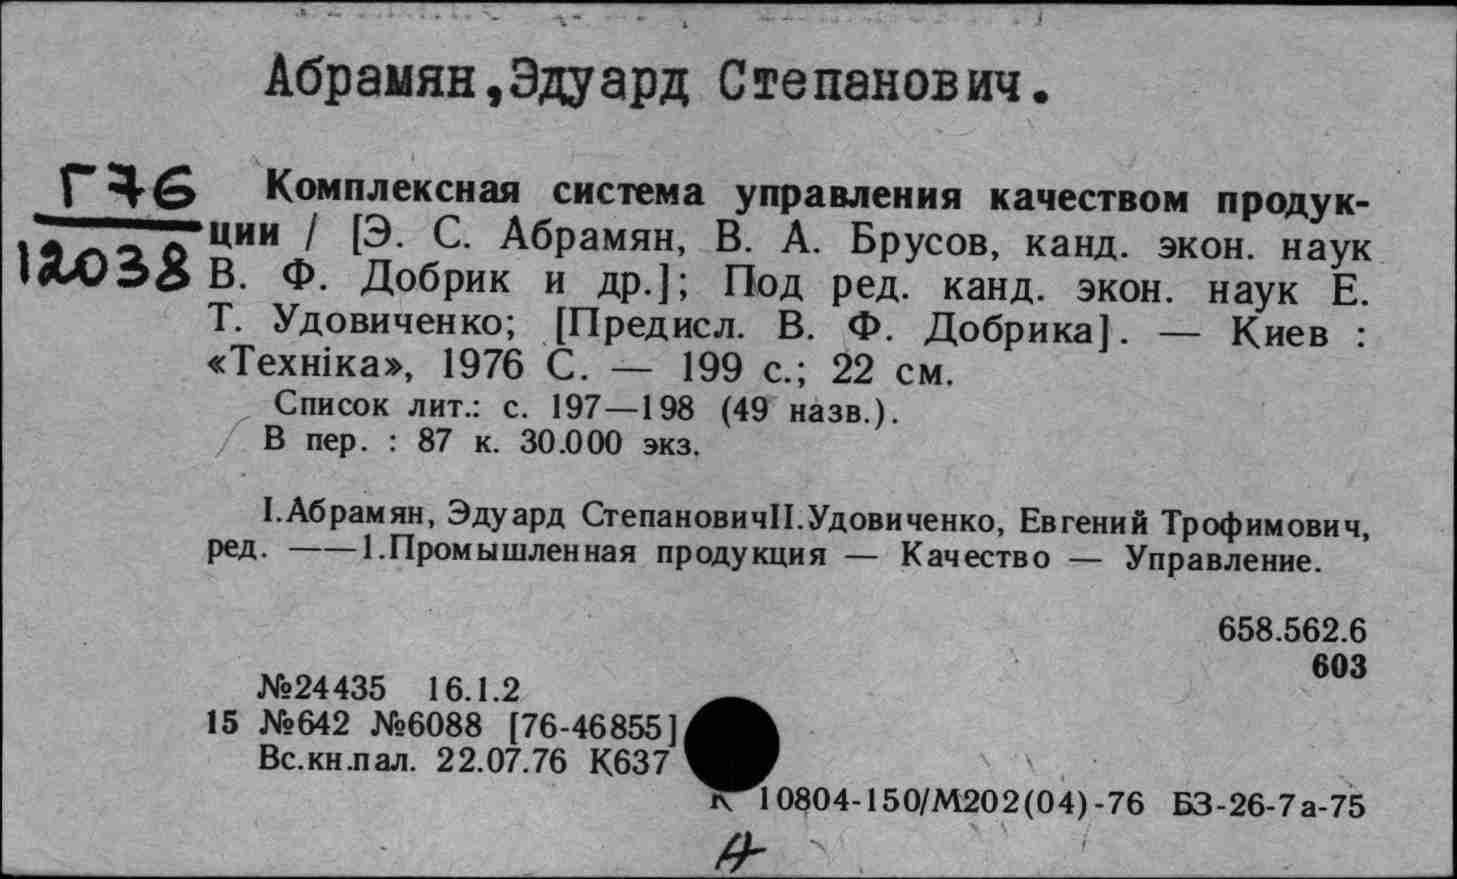 Абрамян,Эдуард Степанович.
Г76
12038
Комплексная система управления качеством продук-
ции / [Э. С. Абрамян, В. А. Брусов, канд. экон. наук
В. Ф. Добрик и др.]; Под ред. канд. экон. наук Е.
Т. Удовиченко; [Предисл. В. Ф. Добрика]. — Киев :
«Техніка», 1976 С. — 199 с.; 22 см.
Список лит.: с. 197—198 (49 назв.).
В пер. : 87 к. 30.000 экз.
I.Абрамян, Эдуард СтепановичII.Удовиченко, Евгений Трофимович,
ред. ——1.Промышленная продукция — Качество — Управление.
658.562.6
603
№24435 16.1.2
15 №642 №6088 [76-46855]
Вс.кн.пал. 22.07.76 К637
К 10804-150/М202(04)-76 БЗ-26-7а-75